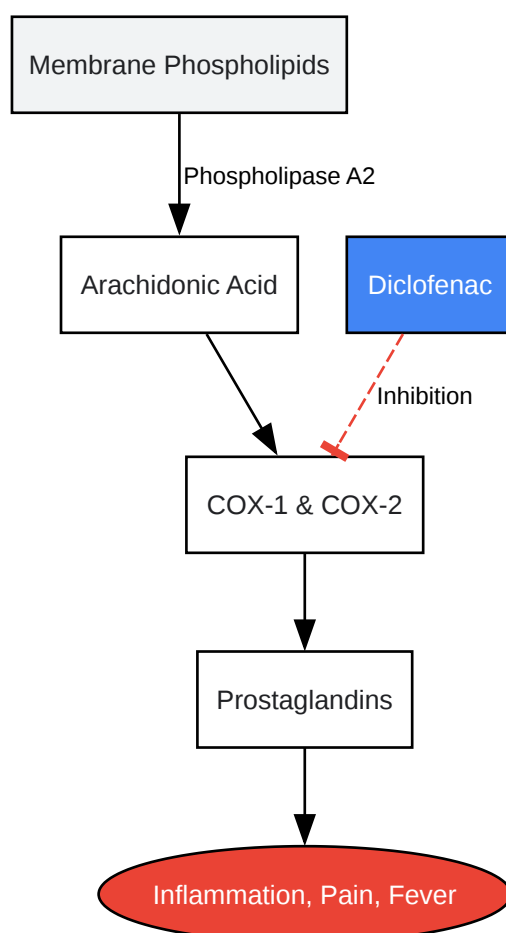 Membrane Phospholipids
Phospholipase A2
Arachidonic Acid
Diclofenac
Inhibition
COX-1 & COX-2
Prostaglandins
Inflammation, Pain, Fever